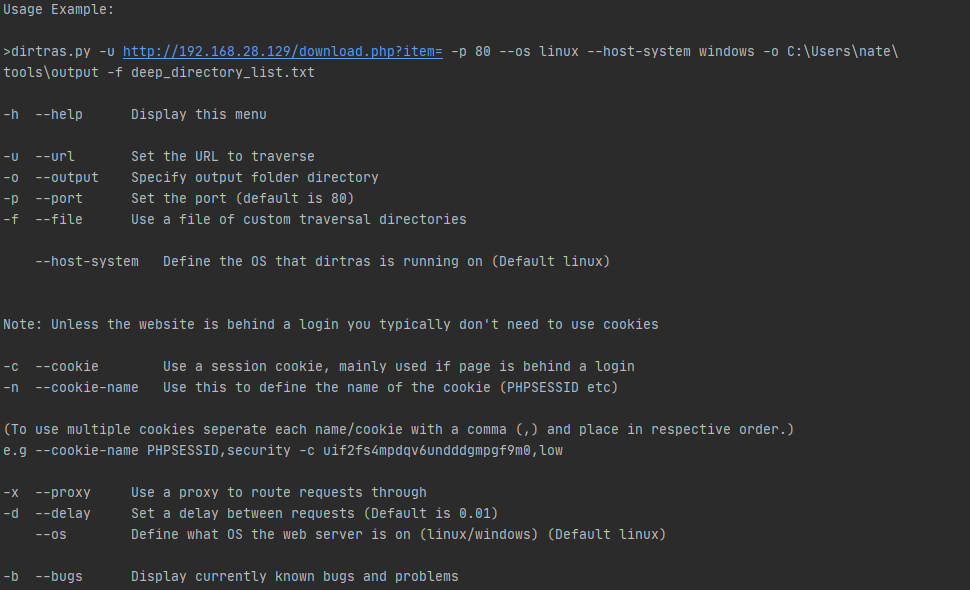 Usage Example:
>dirtras.py -u http://192.168.28.129/download.php?item= -p 80 --os linux --host-system windows -o C:\Users\nate\
tools\output -f deep_directory_list.txt
-h  --help      Display this menu
-u  --url       Set the URL to traverse
-o  --output    Specify output folder directory
-p  --port      Set the port (default is 80)
-f  --file      Use a file of custom traversal directories
    --host-system   Define the OS that dirtras is running on (Default linux)
Note: Unless the website is behind a login you typically don't need to use cookies
-c  --cookie        Use a session cookie, mainly used if page is behind a login
-n  --cookie-name   Use this to define the name of the cookie (PHPSESSID etc)
(To use multiple cookies seperate each name/cookie with a comma (,) and place in respective order.)
e.g --cookie-name PHPSESSID,security -c uif2fs4mpdqv6undddgmpgf9m0,low
-x  --proxy     Use a proxy to route requests through
-d  --delay     Set a delay between requests (Default is 0.01)
    --os        Define what OS the web server is on (linux/windows) (Default linux)
-b  --bugs      Display currently known bugs and problems